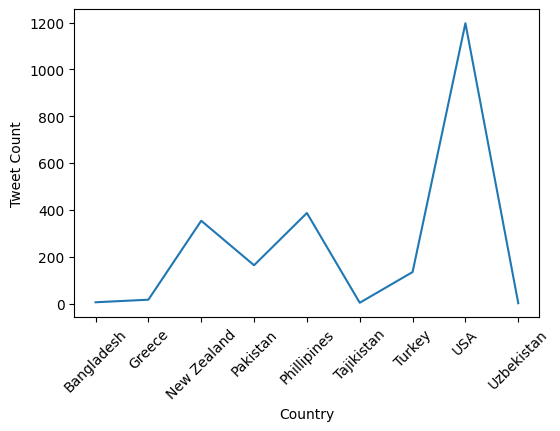 1200
1000
800
600
400
200
0
Tweet Count
Bangladesh
Greece
New Zealand
Pakistan
Phillipines
Tajikistan
Turkey
USA
Uzbekistan
Country